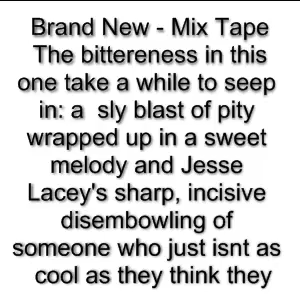 Brand New - Mix Tape
The bittereness in this
one take a while to seep
in: a sly blast of pity
wrapped up in a sweet
melody and Jesse
Lacey's sharp, incisive
disembowling of
someone who just isnt as
cool as they think they